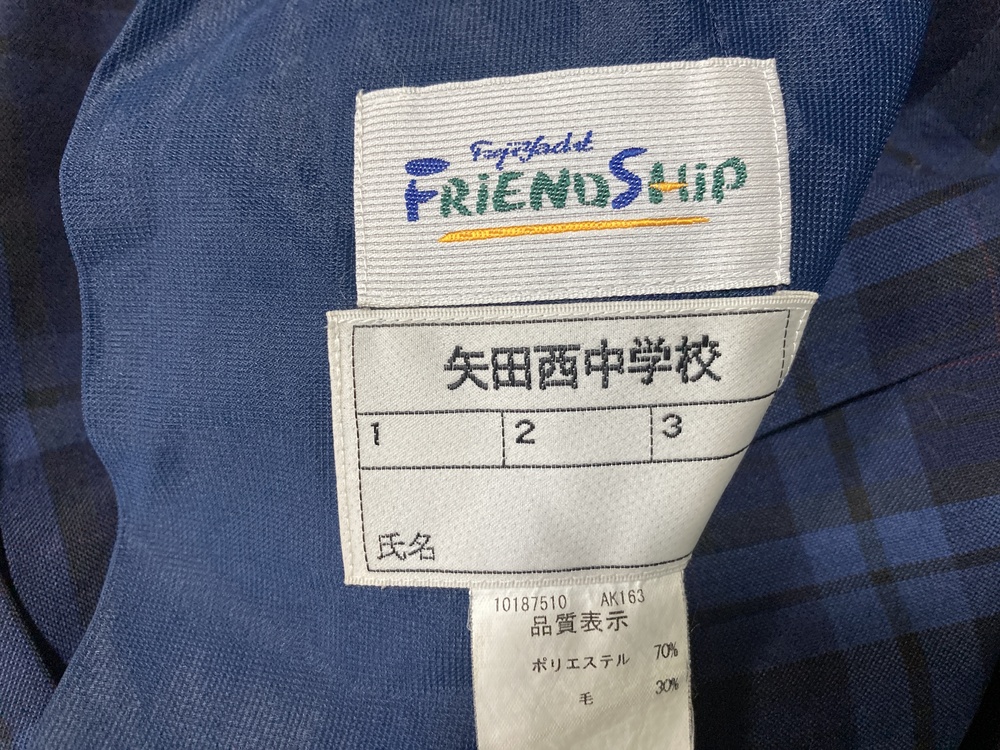 FujiYacht
FRiENDSHiP
矢田西中学校
1 2 3
氏名
10187510 AK163
品質表示
ポリエステル 70%
毛 30%